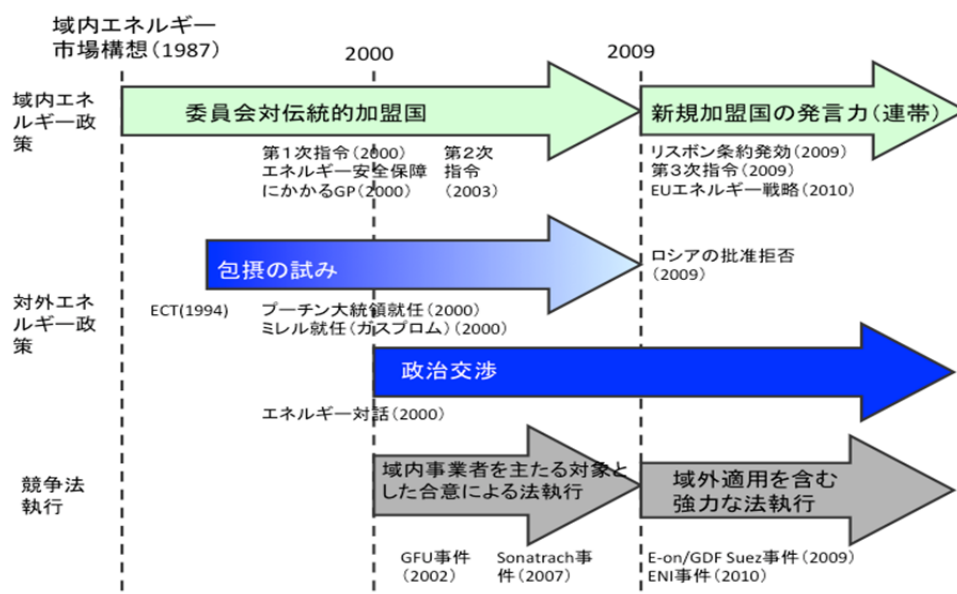 域内エネルギー
市場構想（1987）
2000
2009
域内エネ
ルギー政
策
委員会対伝統的加盟国
新規加盟国の発言力（連帯）
第１次指令（2000）
エネルギー安全保障
にかかるGP（2000）
第２次
指令
（2003）
リスボン条約発効（2009）
第３次指令（2009）
EUエネルギー戦略（2010）
包摂の試み
ロシアの批准拒否
（2009）
対外エネ
ルギー政
策
ECT(1994)
プーチン大統領就任（2000）
ミレル就任（ガスプロム）（2000）
政治交渉
エネルギー対話（2000）
競争法
執行
域内事業者を主たる対象と
した合意による法執行
域外適用を含む
強力な法執行
GFU事件
（2002）
Sonatrach事
件（2007）
E-on/GDF Suez事件（2009）
ENI事件（2010）